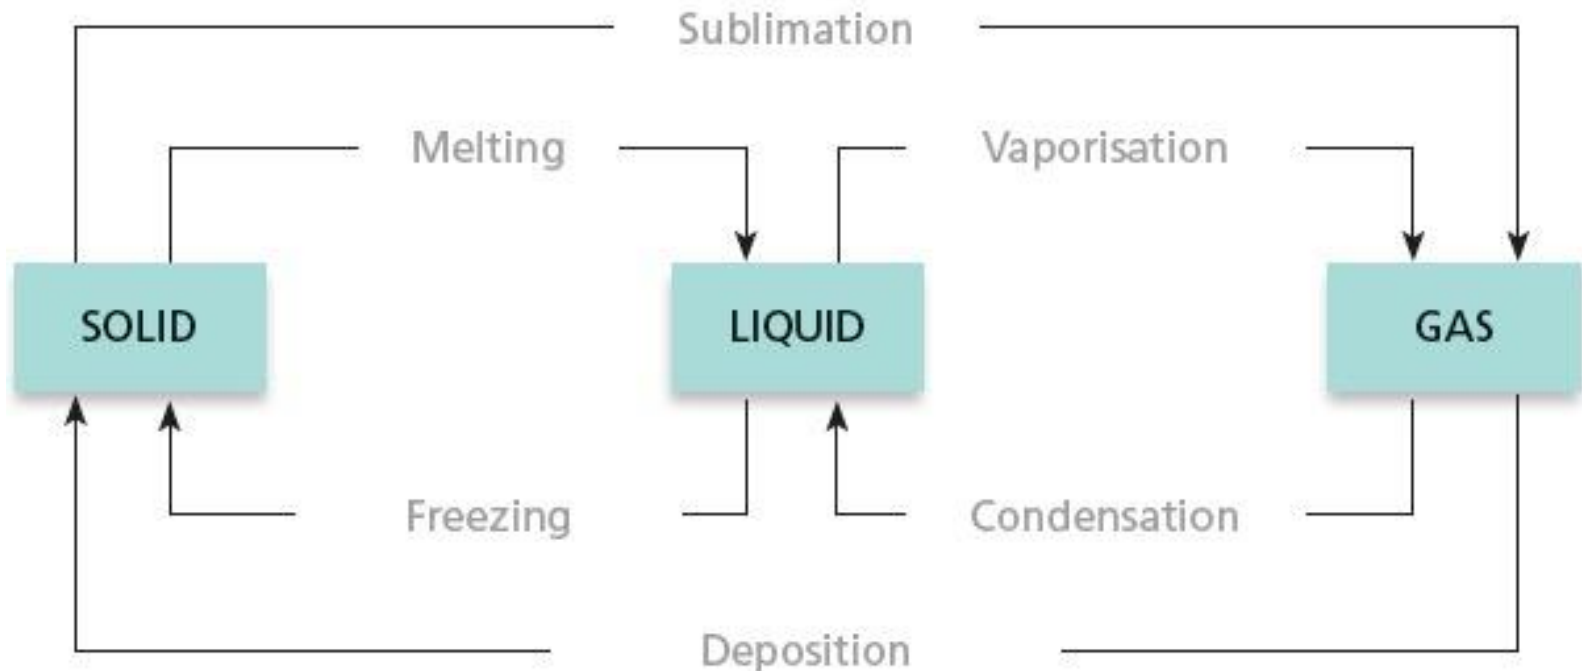 Sublimation
Melting Vaporisation
SOLID LIQUID GAS
Freezing Condensation
Deposition